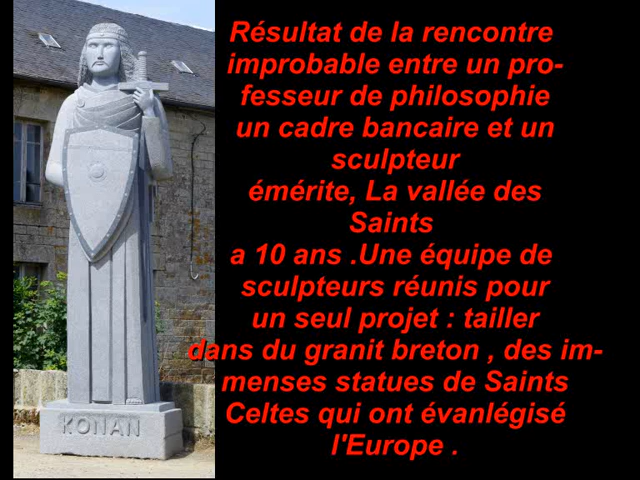 Résultat de la rencontre
improbable entre un pro-
fesseur de philosophie
un cadre bancaire et un
sculpteur
émérite, La vallée des
Saints
a 10 ans .Une équipe de
sculpteurs réunis pour
un seul projet : tailler
dans du granit breton , des im-
menses statues de Saints
Celtes qui ont évanlégisé
l'Europe .
KONAN